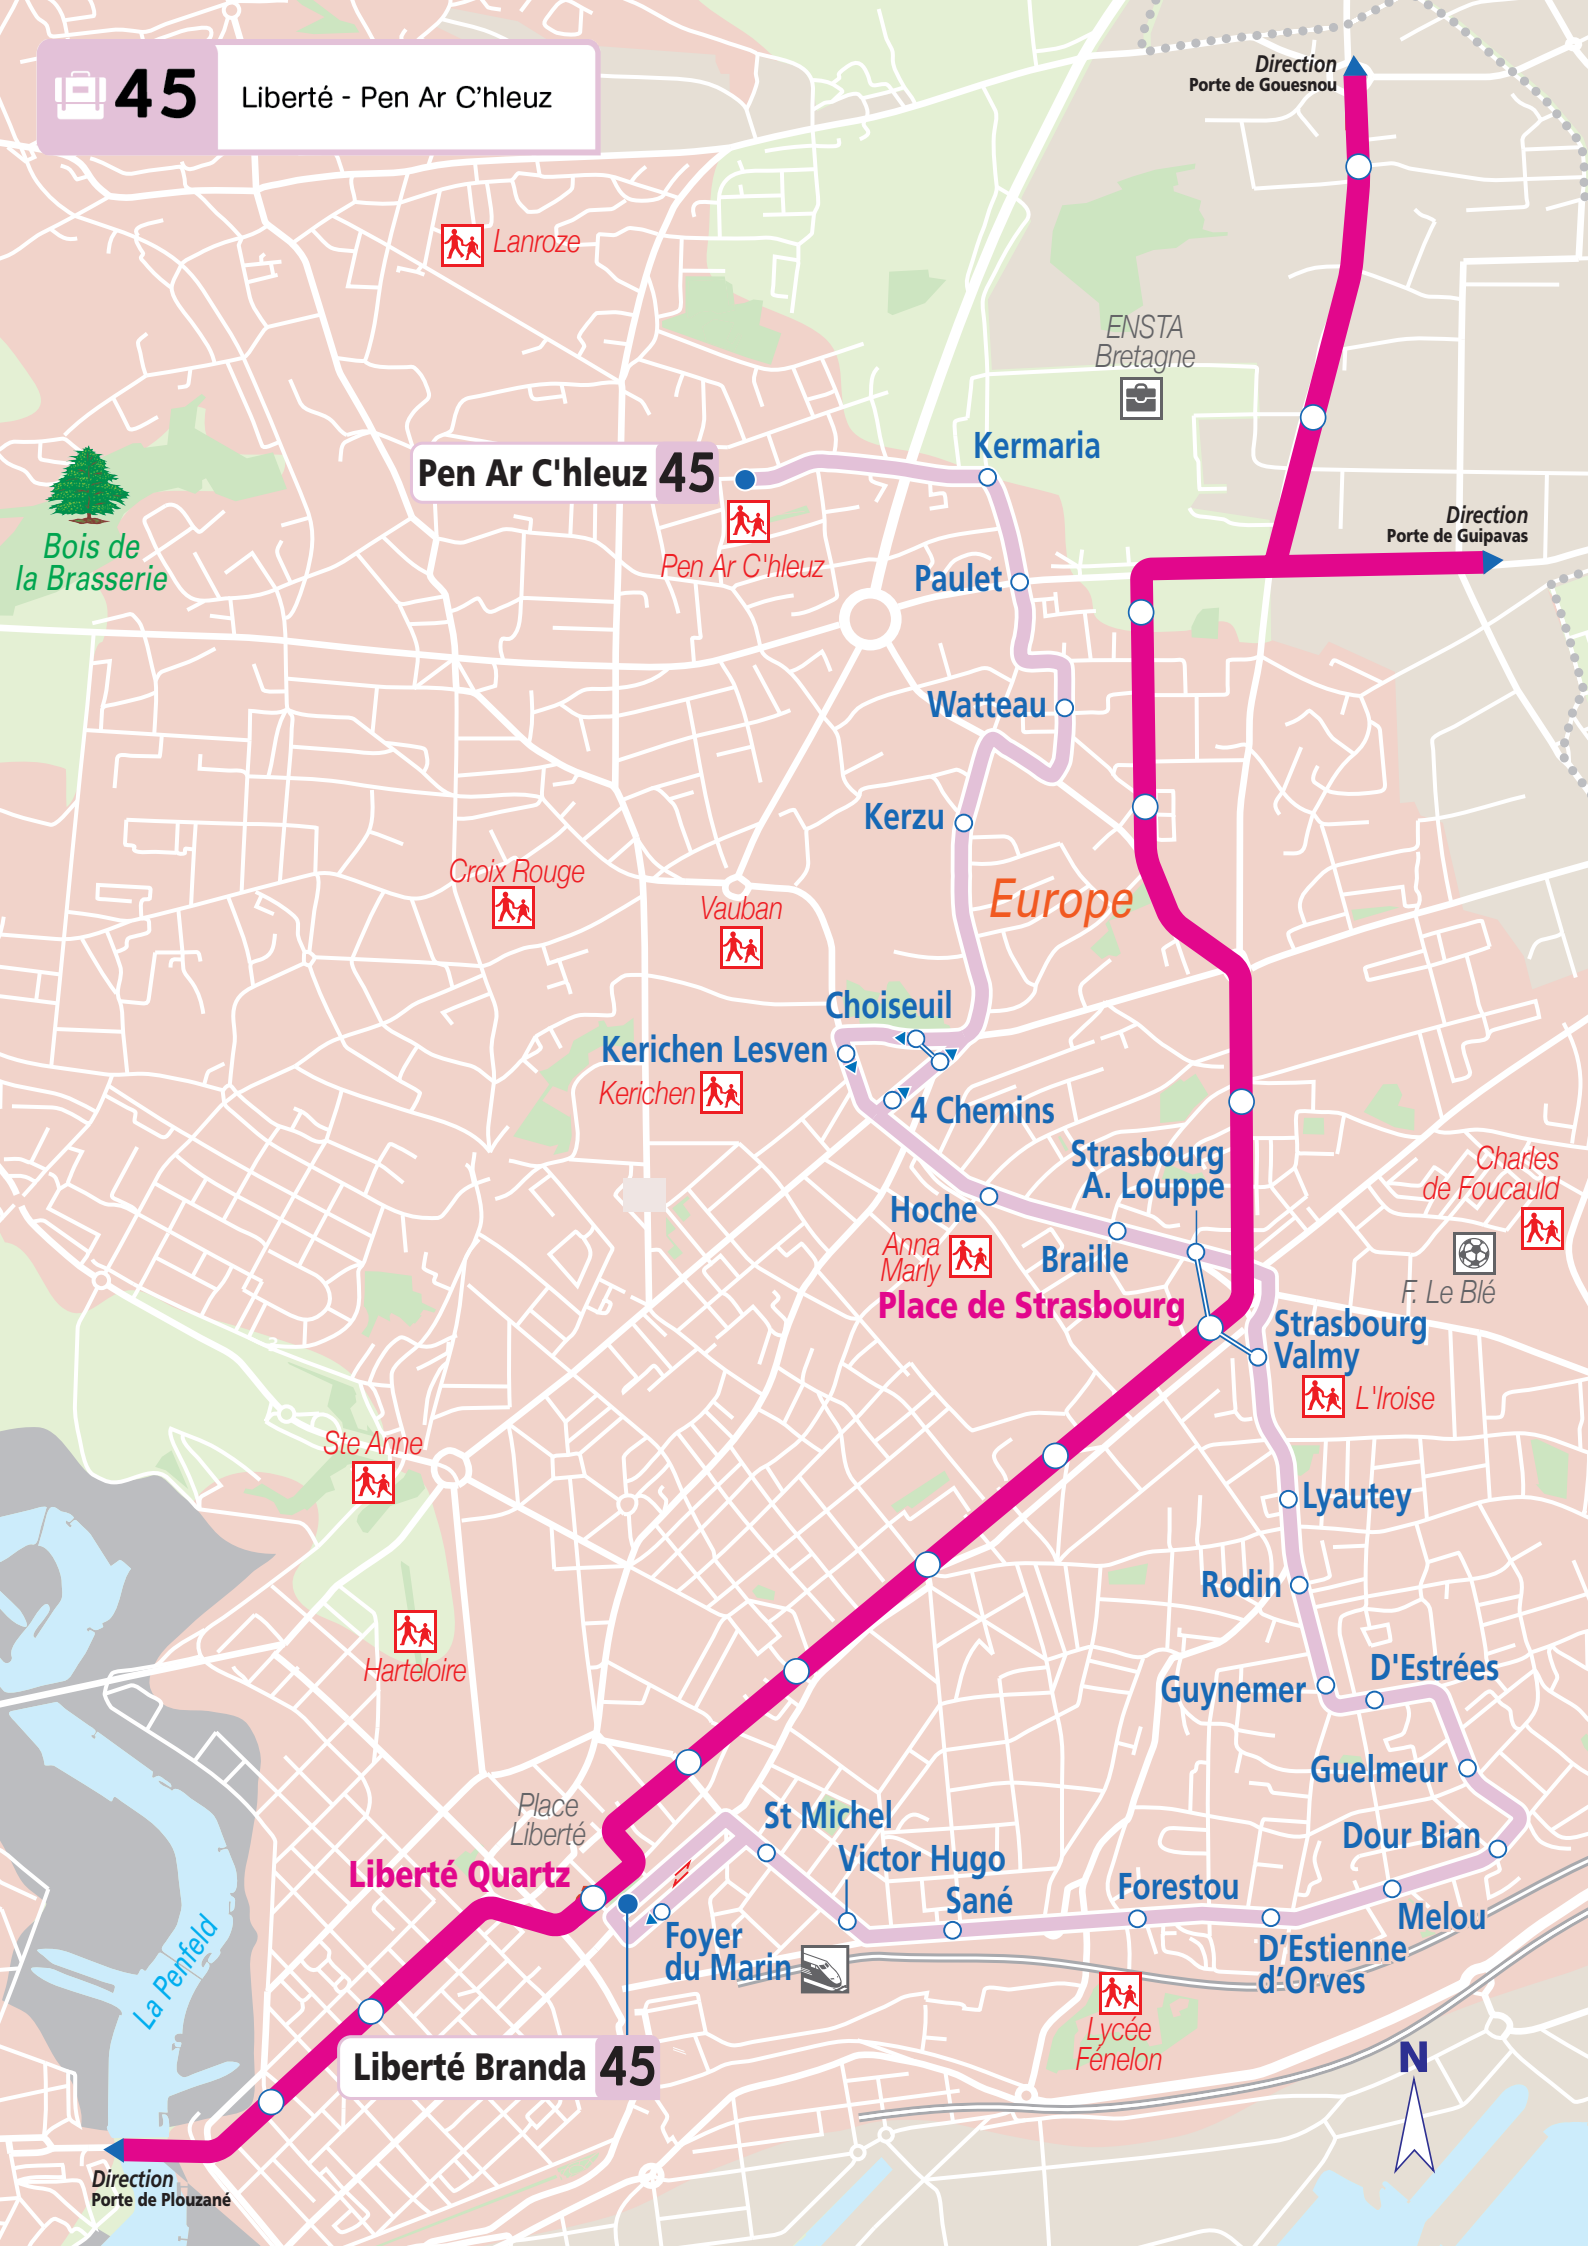 45
Liberté - Pen Ar C’hleuz
Direction
Porte de Gouesnou
Lanroze
ENSTA
Bretagne
Kermaria
Pen Ar C'hleuz 45
Direction
Porte de Guipavas
Bois de
la Brasserie
Pen Ar C'hleuz
Paulet
Watteau
Kerzu
Croix Rouge
Europe
Vauban
Choiseuil
Kerichen Lesven
Kerichen
4 Chemins
Strasbourg
A. Louppe
Charles
de Foucauld
Hoche
Anna
Marly
Braille
F. Le Blé
Place de Strasbourg
Strasbourg
Valmy
L'Iroise
Ste Anne
Lyautey
Rodin
Harteloire
D'Estrées
Guynemer
Guelmeur
Place
Liberté
St Michel
Dour Bian
Victor Hugo
Liberté Quartz
Sané
Forestou
Melou
Foyer
du Marin
D’Estienne
d’Orves
La Penfeld
Lycée
Fénelon
Liberté Branda 45
N
Direction
Porte de Plouzané